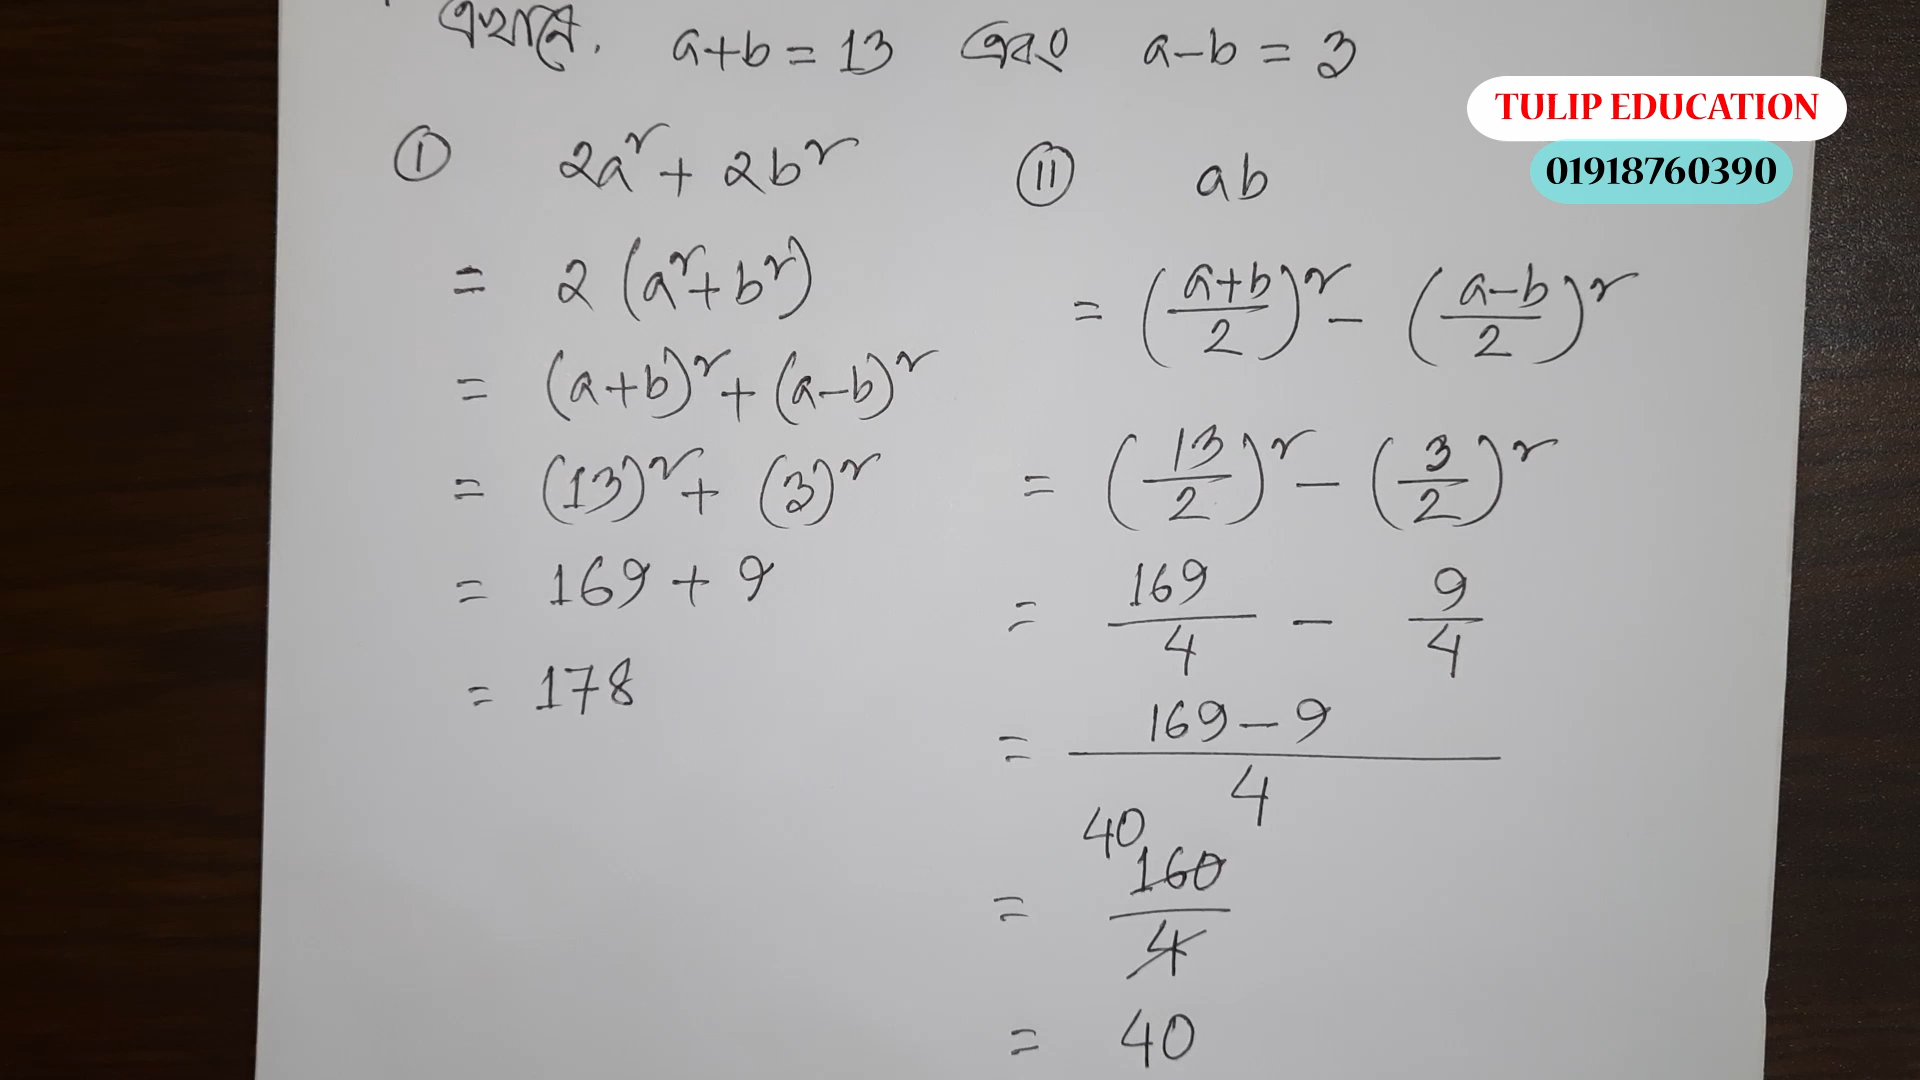 এখানে, a+b = 13 এবং a-b = 3
TULIP EDUCATION
01918760390
① 2a² + 2b²
= 2 (a²+b²)
= (a+b)² + (a-b)²
= (13)² + (3)²
= 169 + 9
= 178
⑪ ab
= (a+b/2)² - (a-b/2)²
= (13/2)² - (3/2)²
= 169/4 - 9/4
= 169-9/4
40
= 160/4
= 40